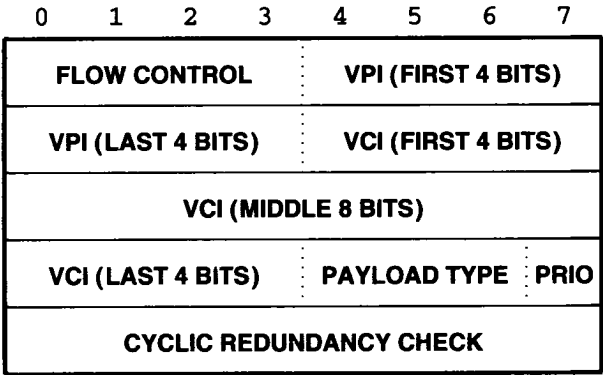 0 1 2 3 4 5 6 7
FLOW CONTROL VPI (FIRST 4 BITS)
VPI (LAST 4 BITS) VCI (FIRST 4 BITS)
VCI (MIDDLE 8 BITS)
VCI (LAST 4 BITS) PAYLOAD TYPE PRIO
CYCLIC REDUNDANCY CHECK